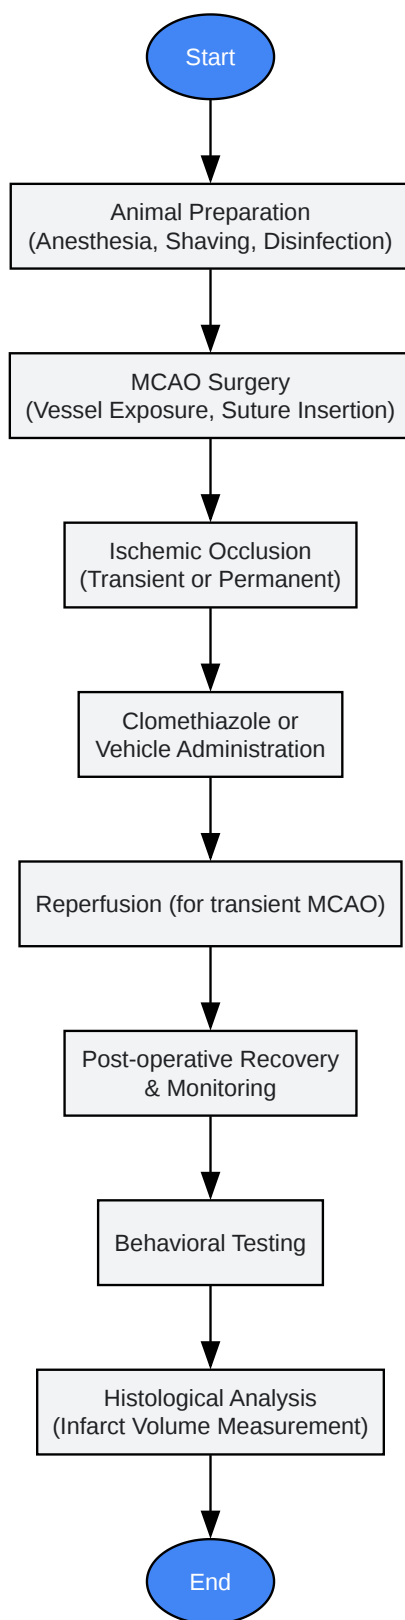 Start
Animal Preparation
(Anesthesia, Shaving, Disinfection)
MCAO Surgery
(Vessel Exposure, Suture Insertion)
Ischemic Occlusion
(Transient or Permanent)
Clomethiazole or
Vehicle Administration
Reperfusion (for transient MCAO)
Post-operative Recovery
& Monitoring
Behavioral Testing
Histological Analysis
(Infarct Volume Measurement)
End